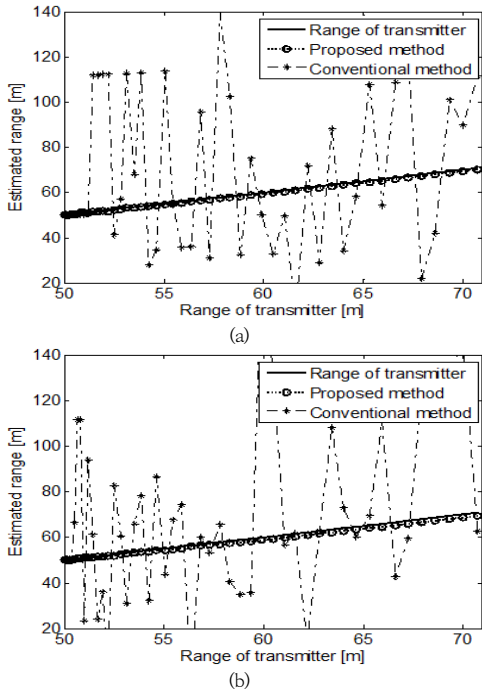 140
120
100
80
60
40
20
Estimated range [m]
Range of transmitter
Proposed method
Conventional method
50
55
60
65
70
Range of transmitter [m]
(a)
140
120
100
80
60
40
20
Estimated range [m]
Range of transmitter
Proposed method
Conventional method
50
55
60
65
70
Range of transmitter [m]
(b)